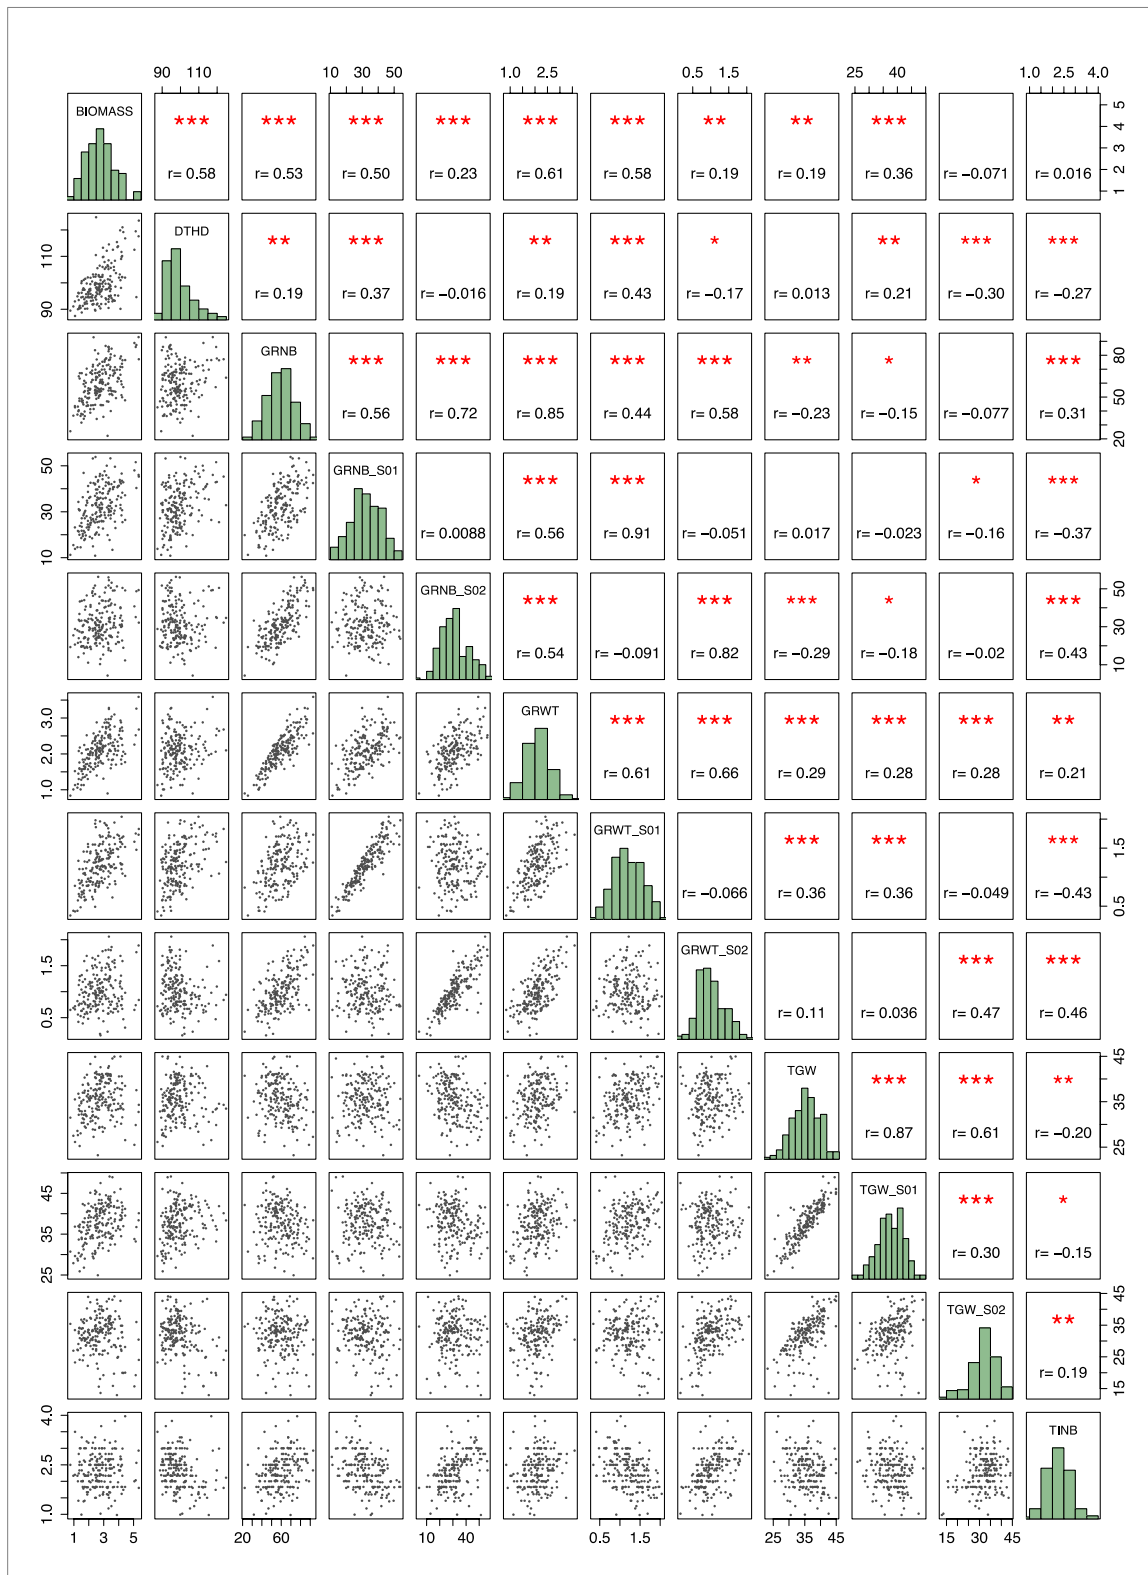 90 110 10 30 50 1.0 2.5 0.5 1.5 25 40 1.0 2.5 4.0
BIOMASS *** *** *** *** *** *** ** ** ***
r= 0.58 r= 0.53 r= 0.50 r= 0.23 r= 0.61 r= 0.58 r= 0.19 r= 0.19 r= 0.36 r= −0.071 r= 0.016
1 2 3 4 5
DTHD ** *** ** *** * ** *** ***
r= 0.19 r= 0.37 r= −0.016 r= 0.19 r= 0.43 r= −0.17 r= 0.013 r= 0.21 r= −0.30 r= −0.27
90 110
GRNB *** *** *** *** *** ** * ***
r= 0.56 r= 0.72 r= 0.85 r= 0.44 r= 0.58 r= −0.23 r= −0.15 r= −0.077 r= 0.31
20 50 80
GRNB_S01 *** *** * ***
r= 0.0088 r= 0.56 r= 0.91 r= −0.051 r= 0.017 r= −0.023 r= −0.16 r= −0.37
10 30 50
GRNB_S02 *** *** *** * ***
r= 0.54 r= −0.091 r= 0.82 r= −0.29 r= −0.18 r= −0.02 r= 0.43
10 30 50
GRWT *** *** *** *** *** **
r= 0.61 r= 0.66 r= 0.29 r= 0.28 r= 0.28 r= 0.21
1.0 2.0 3.0
GRWT_S01 *** *** ***
r= −0.066 r= 0.36 r= 0.36 r= −0.049 r= −0.43
0.5 1.5
GRWT_S02 *** ***
r= 0.11 r= 0.036 r= 0.47 r= 0.46
0.5 1.5
TGW *** *** **
r= 0.87 r= 0.61 r= −0.20
25 35 45
TGW_S01 *** *
r= 0.30 r= −0.15
25 35 45
TGW_S02 **
r= 0.19
15 25 35 45
TINB
1.0 2.5 4.0
1 3 5 20 60 10 40 0.5 1.5 25 35 45 15 30 45